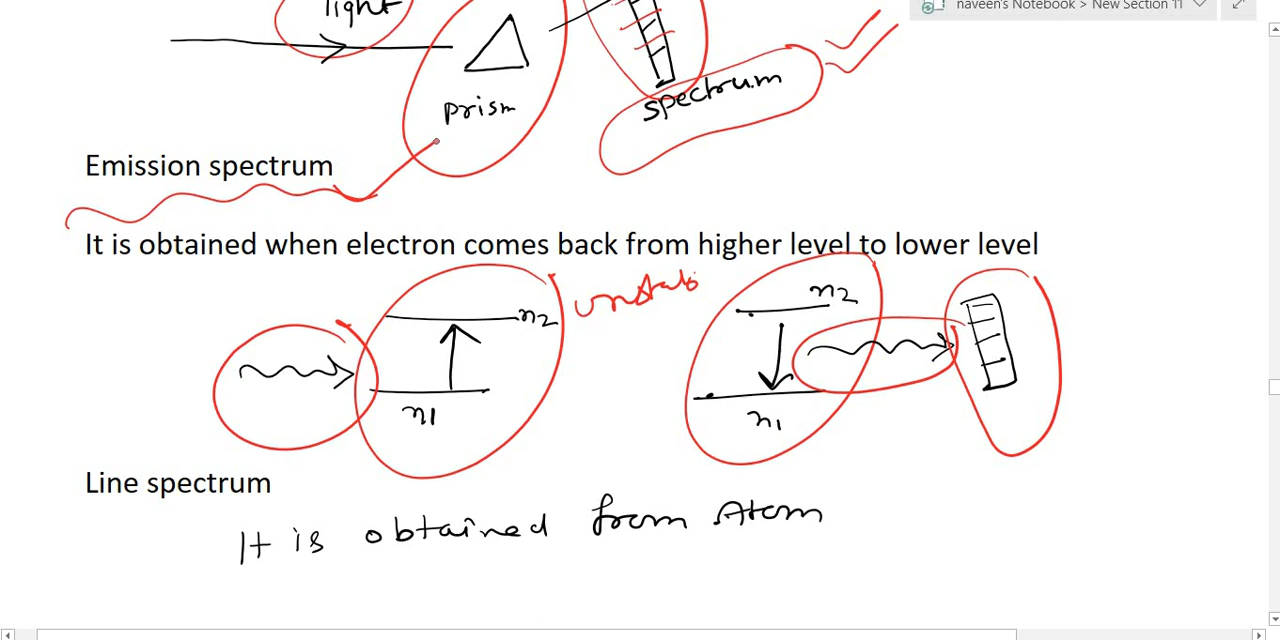 naveen's Notebook > New Section 11
light
prism
spectrum
Emission spectrum
It is obtained when electron comes back from higher level to lower level
n2
n1
n2
n1
Line spectrum
It is obtained from Atom